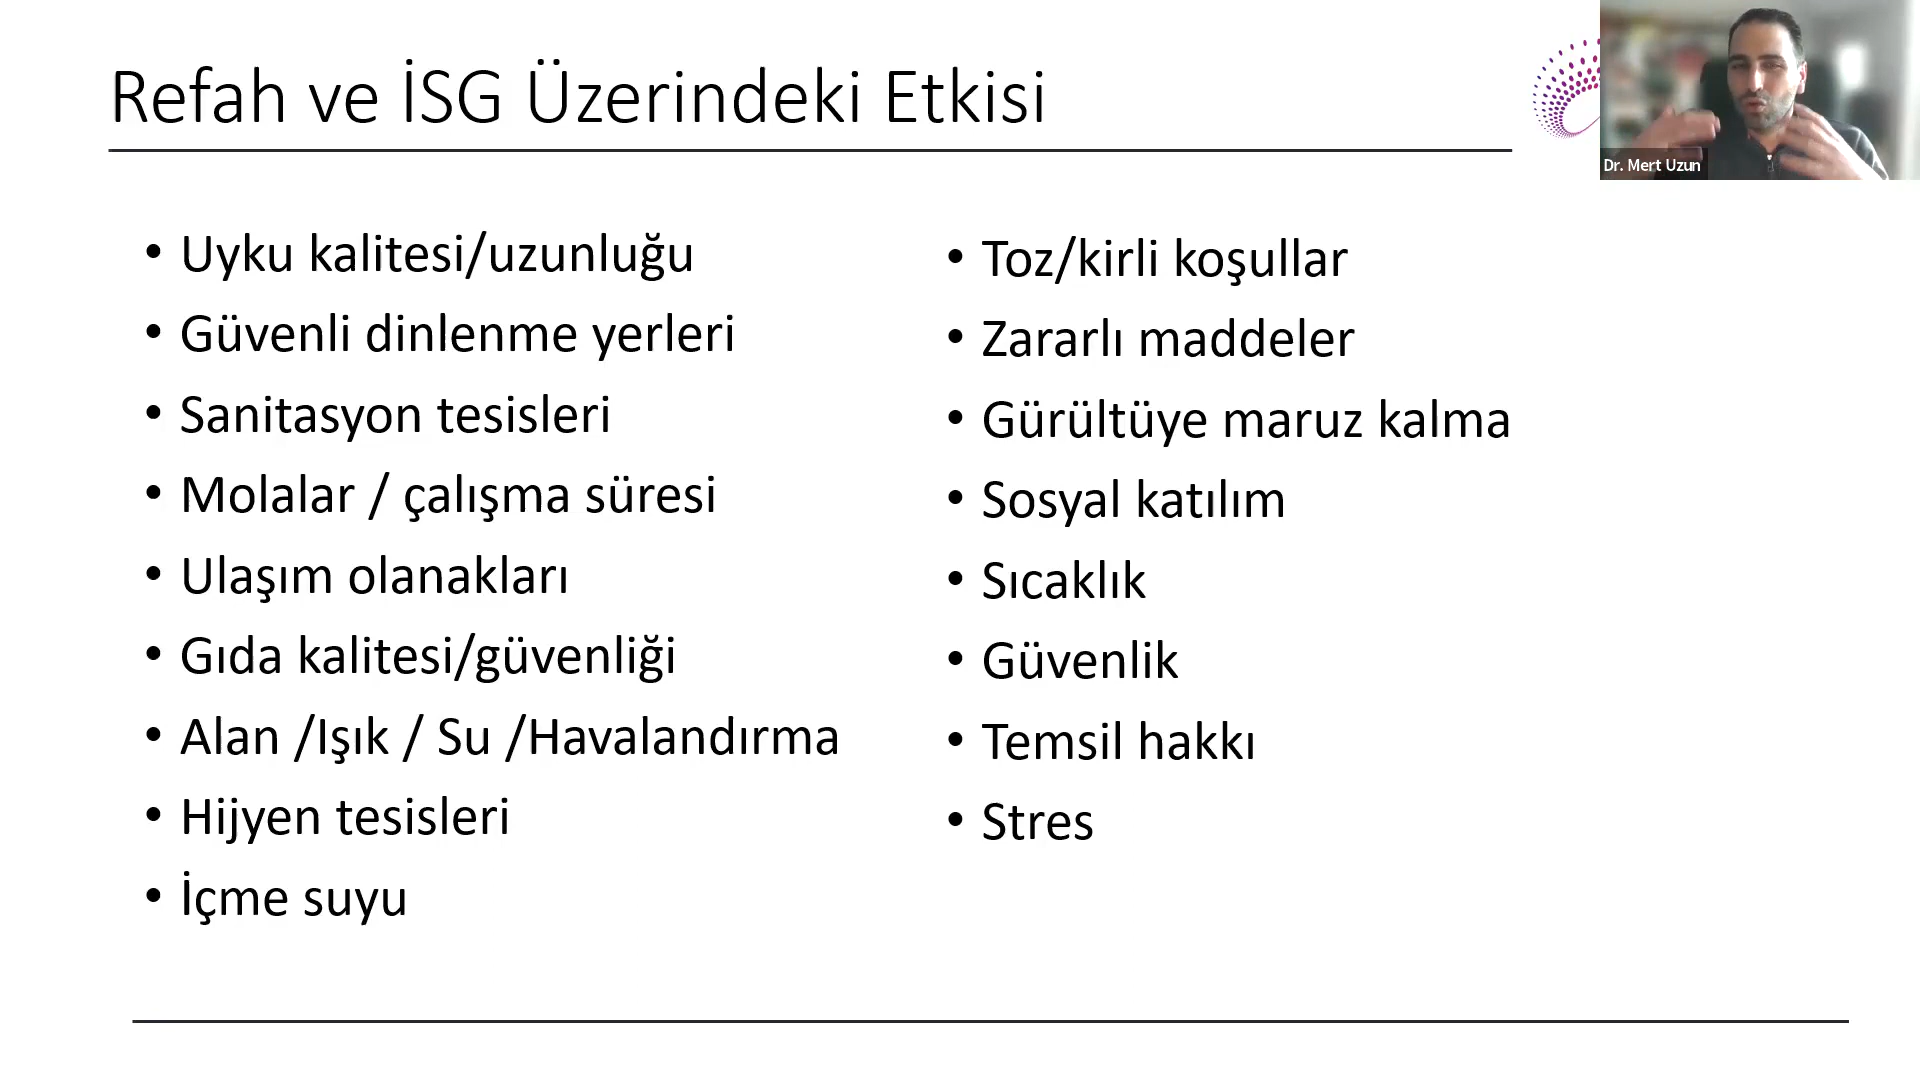 Refah ve İSG Üzerindeki Etkisi
Dr. Mert Uzun
• Uyku kalitesi/uzunluğu
• Güvenli dinlenme yerleri
• Sanitasyon tesisleri
• Molalar / çalışma süresi
• Ulaşım olanakları
• Gıda kalitesi/güvenliği
• Alan /Işık / Su /Havalandırma
• Hijyen tesisleri
• İçme suyu
• Toz/kirli koşullar
• Zararlı maddeler
• Gürültüye maruz kalma
• Sosyal katılım
• Sıcaklık
• Güvenlik
• Temsil hakkı
• Stres